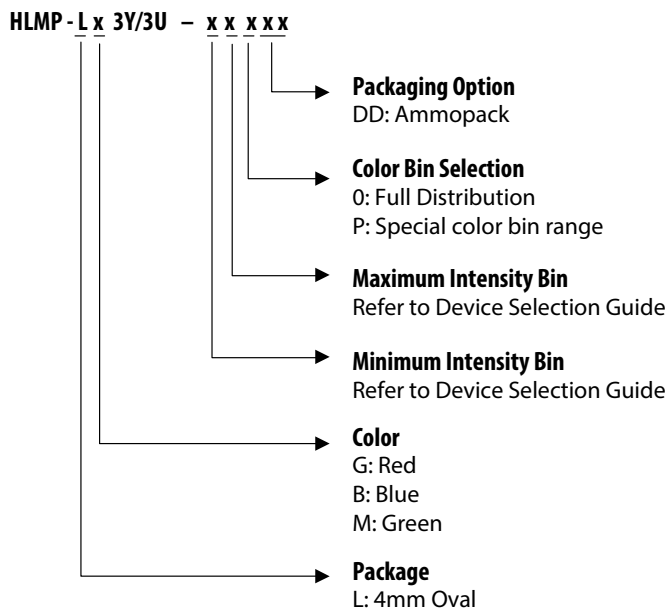 HLMP - L x 3Y/3U – x x x x x
Packaging Option
DD: Ammopack
Color Bin Selection
0: Full Distribution
P: Special color bin range
Maximum Intensity Bin
Refer to Device Selection Guide
Minimum Intensity Bin
Refer to Device Selection Guide
Color
G: Red
B: Blue
M: Green
Package
L: 4mm Oval